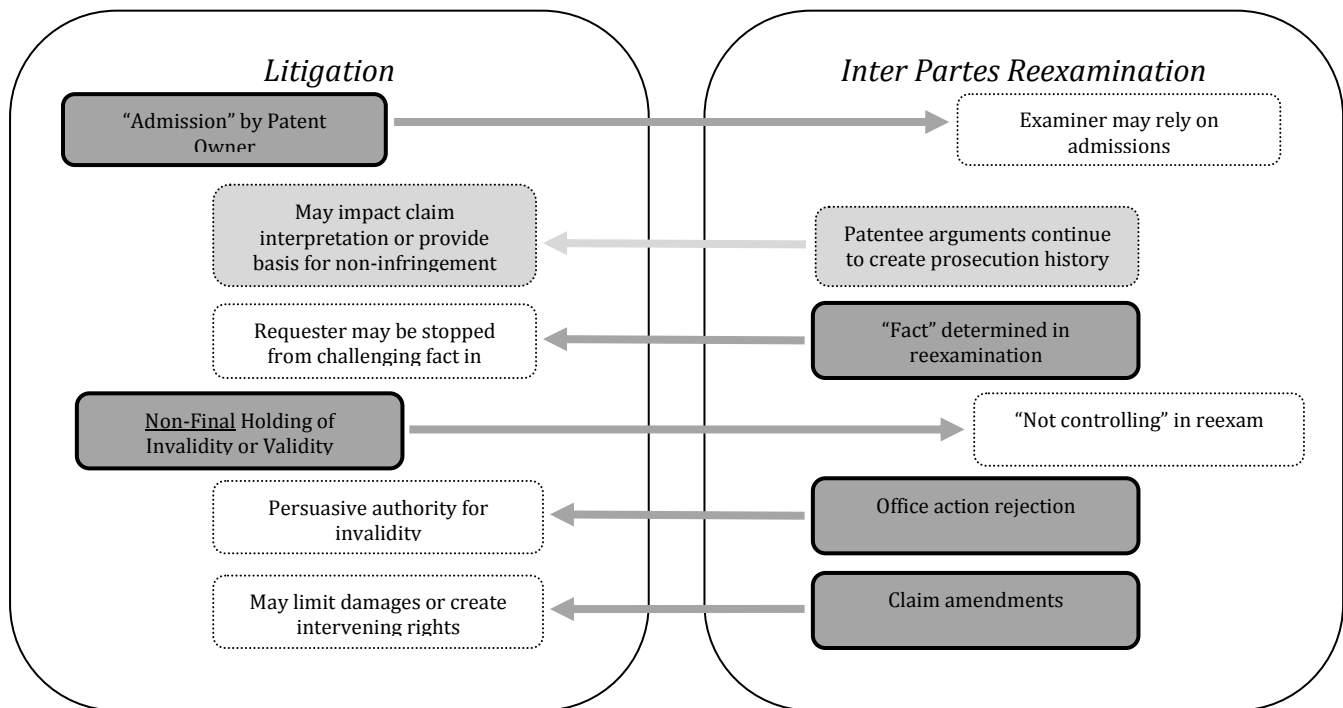 Litigation
Inter Partes Reexamination
“Admission” by Patent
Owner
Examiner may rely on
admissions
May impact claim
interpretation or provide
basis for non-infringement
Patentee arguments continue
to create prosecution history
Requester may be stopped
from challenging fact in
“Fact” determined in
reexamination
Non-Final Holding of
Invalidity or Validity
“Not controlling” in reexam
Persuasive authority for
invalidity
Office action rejection
May limit damages or create
intervening rights
Claim amendments